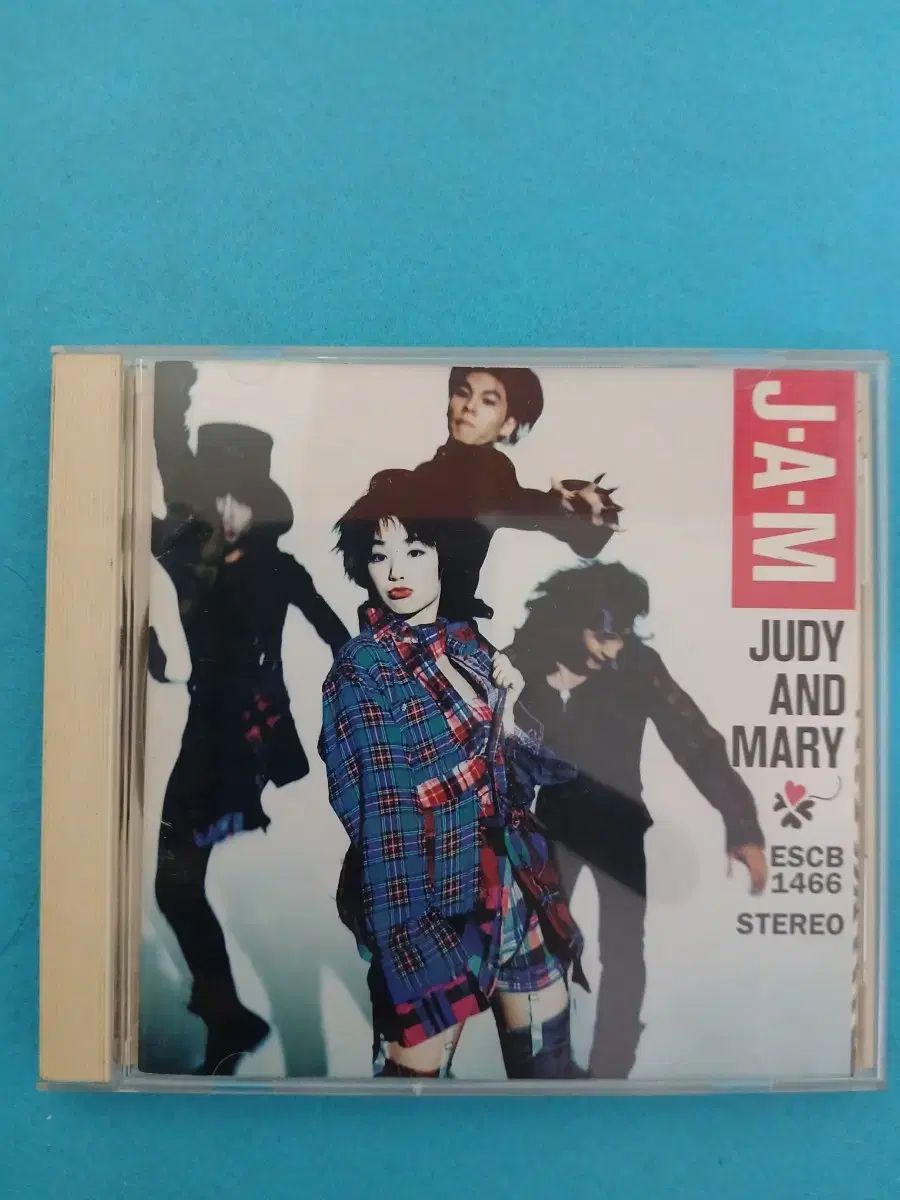 J·A·M
JUDY
AND
MARY
ESCB
1466
STEREO